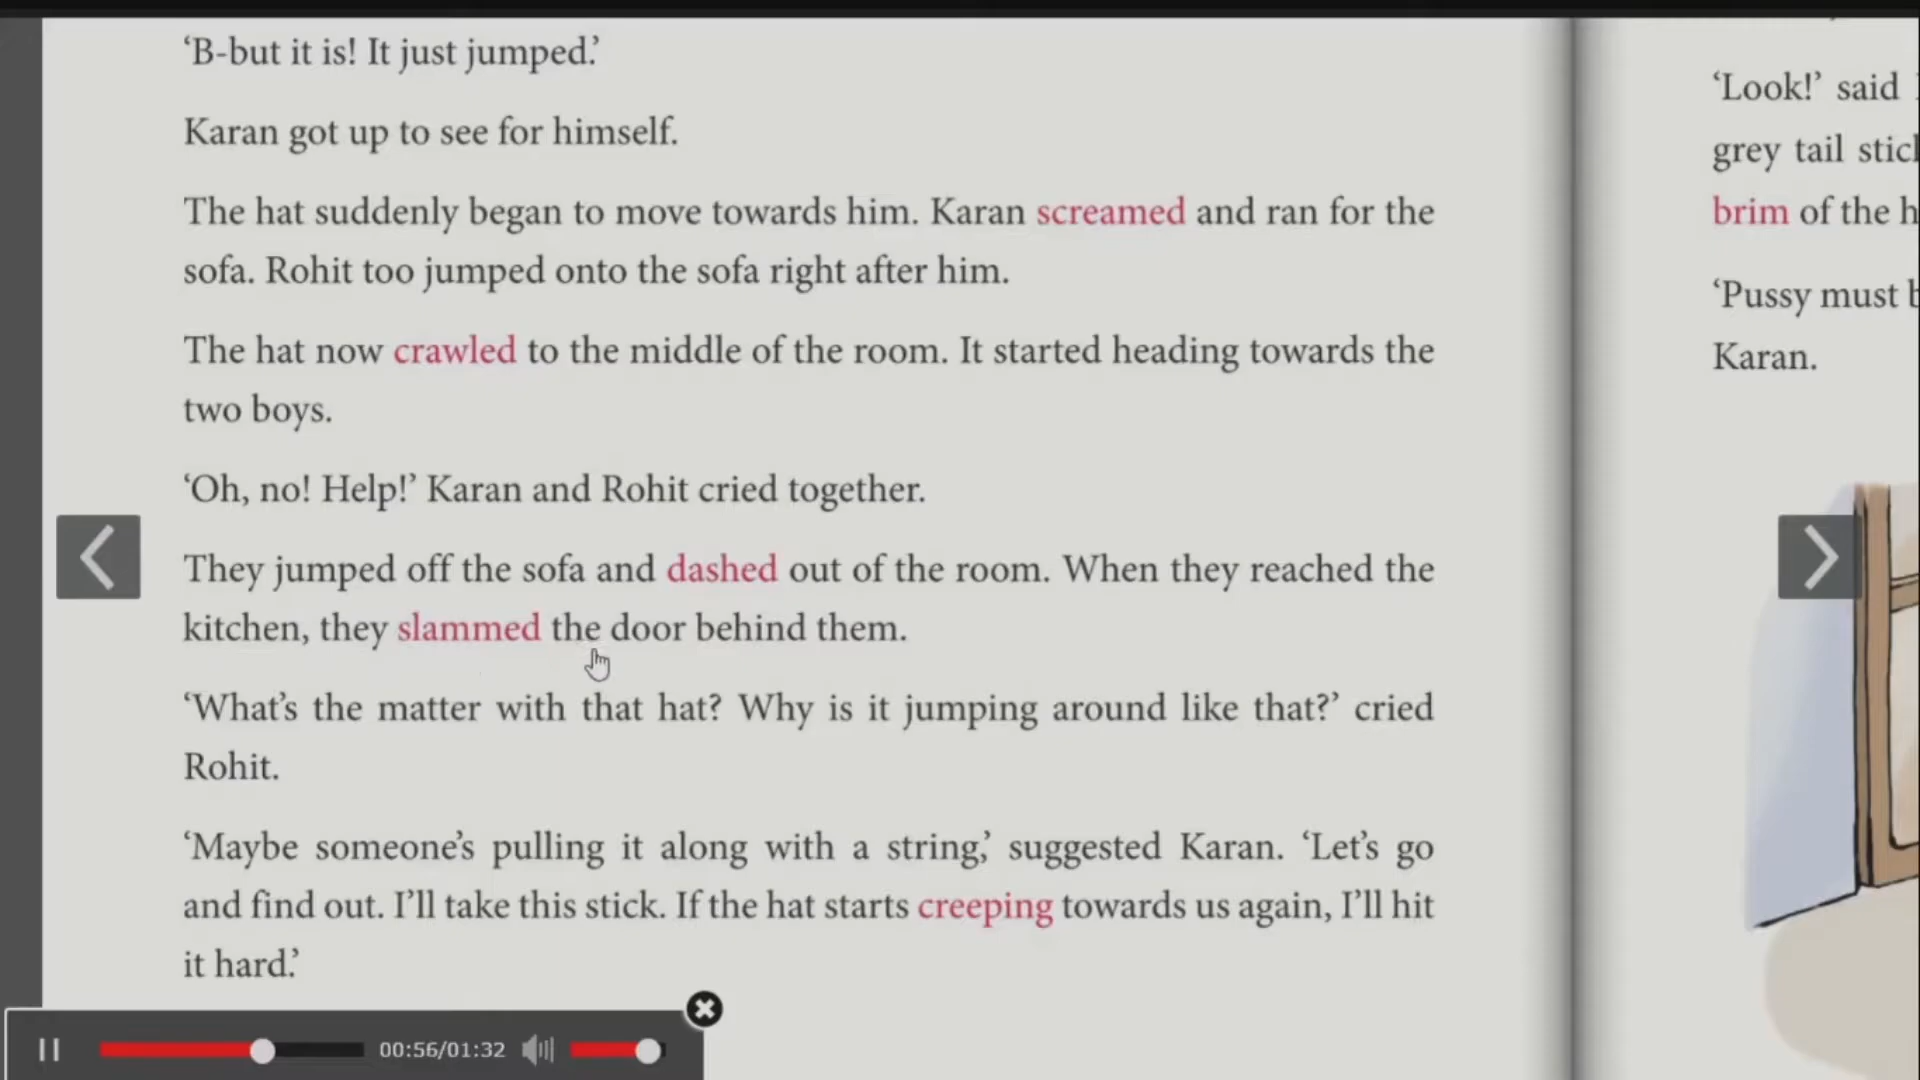 ‘B-but it is! It just jumped.’
Karan got up to see for himself.
The hat suddenly began to move towards him. Karan screamed and ran for the
sofa. Rohit too jumped onto the sofa right after him.
The hat now crawled to the middle of the room. It started heading towards the
two boys.
‘Oh, no! Help!’ Karan and Rohit cried together.
They jumped off the sofa and dashed out of the room. When they reached the
kitchen, they slammed the door behind them.
‘What’s the matter with that hat? Why is it jumping around like that?’ cried
Rohit.
‘Maybe someone’s pulling it along with a string,’ suggested Karan. ‘Let’s go
and find out. I’ll take this stick. If the hat starts creeping towards us again, I’ll hit
it hard.’
‘Look!’ said
grey tail
brim of the
‘Pussy must
Karan.
00:56/01:32